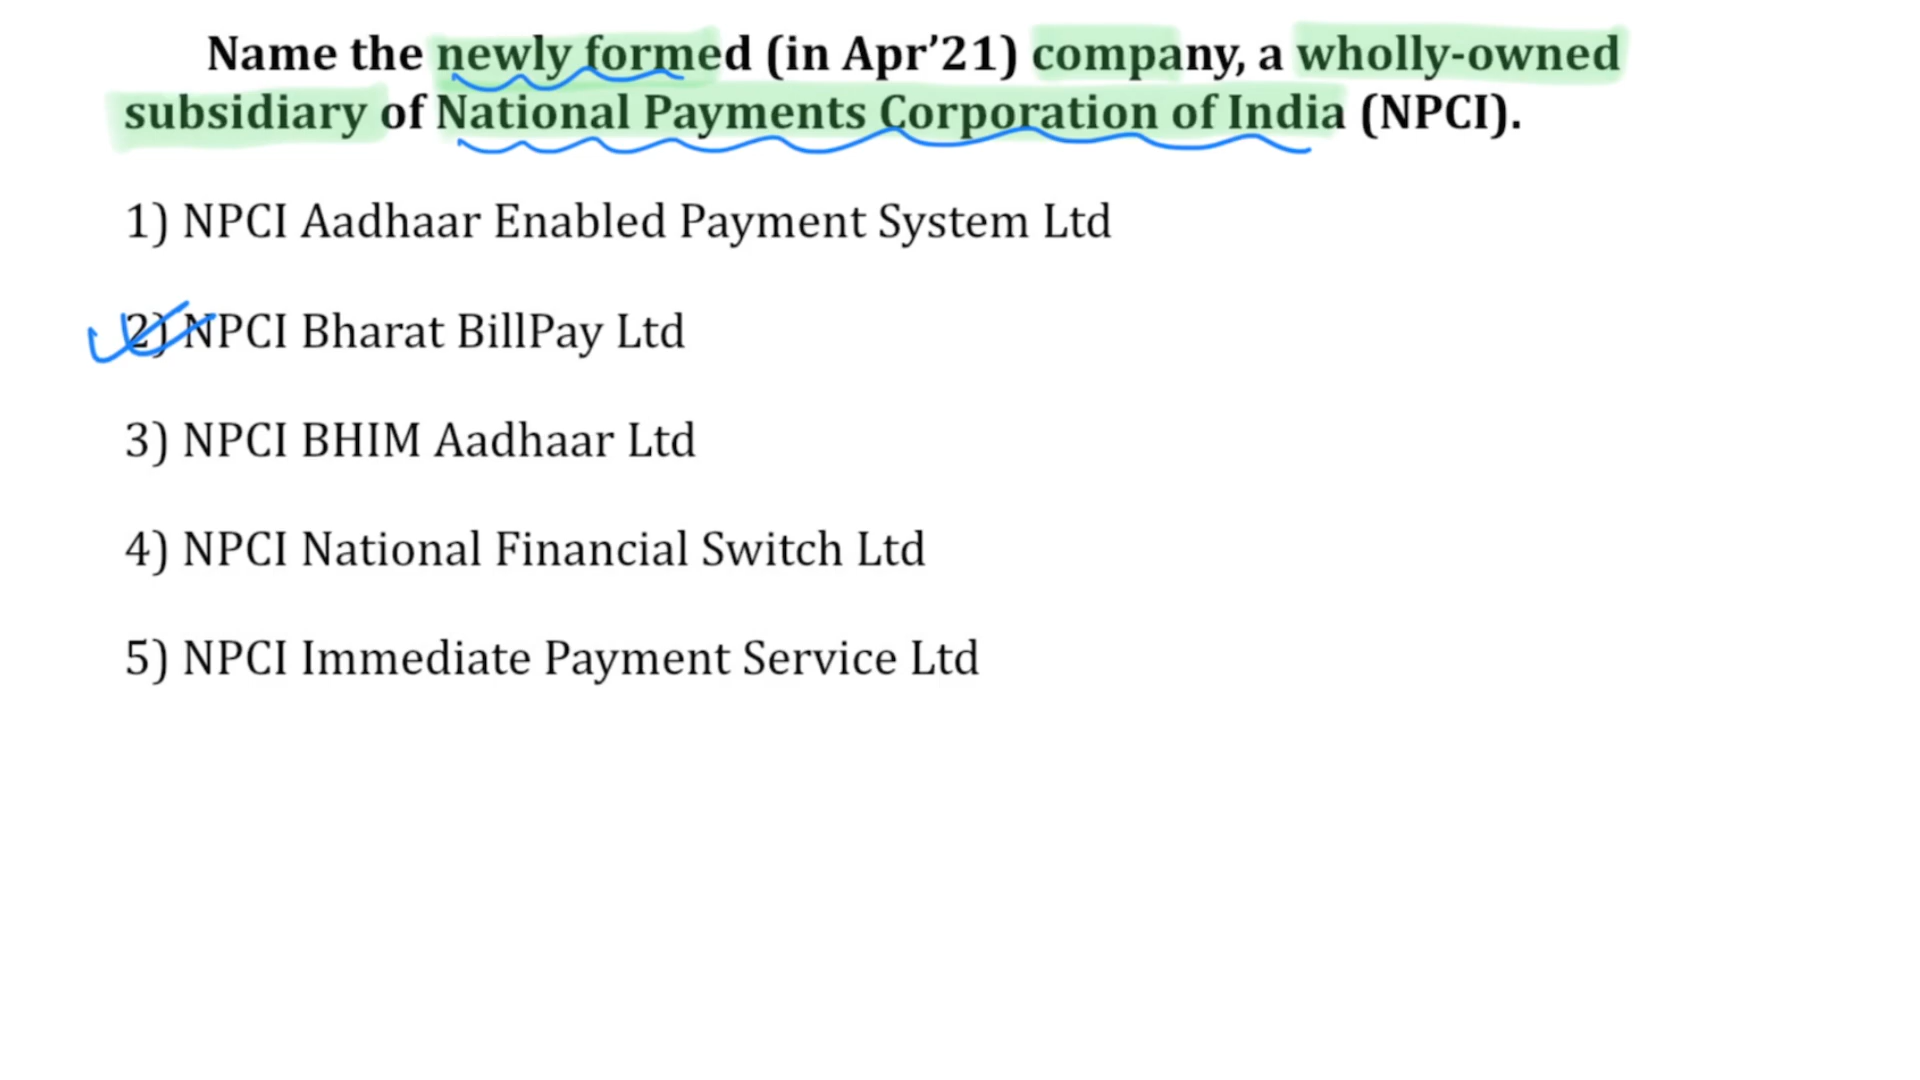 Name the newly formed (in Apr’21) company, a wholly-owned
subsidiary of National Payments Corporation of India (NPCI).
1) NPCI Aadhaar Enabled Payment System Ltd
2) NPCI Bharat BillPay Ltd
3) NPCI BHIM Aadhaar Ltd
4) NPCI National Financial Switch Ltd
5) NPCI Immediate Payment Service Ltd